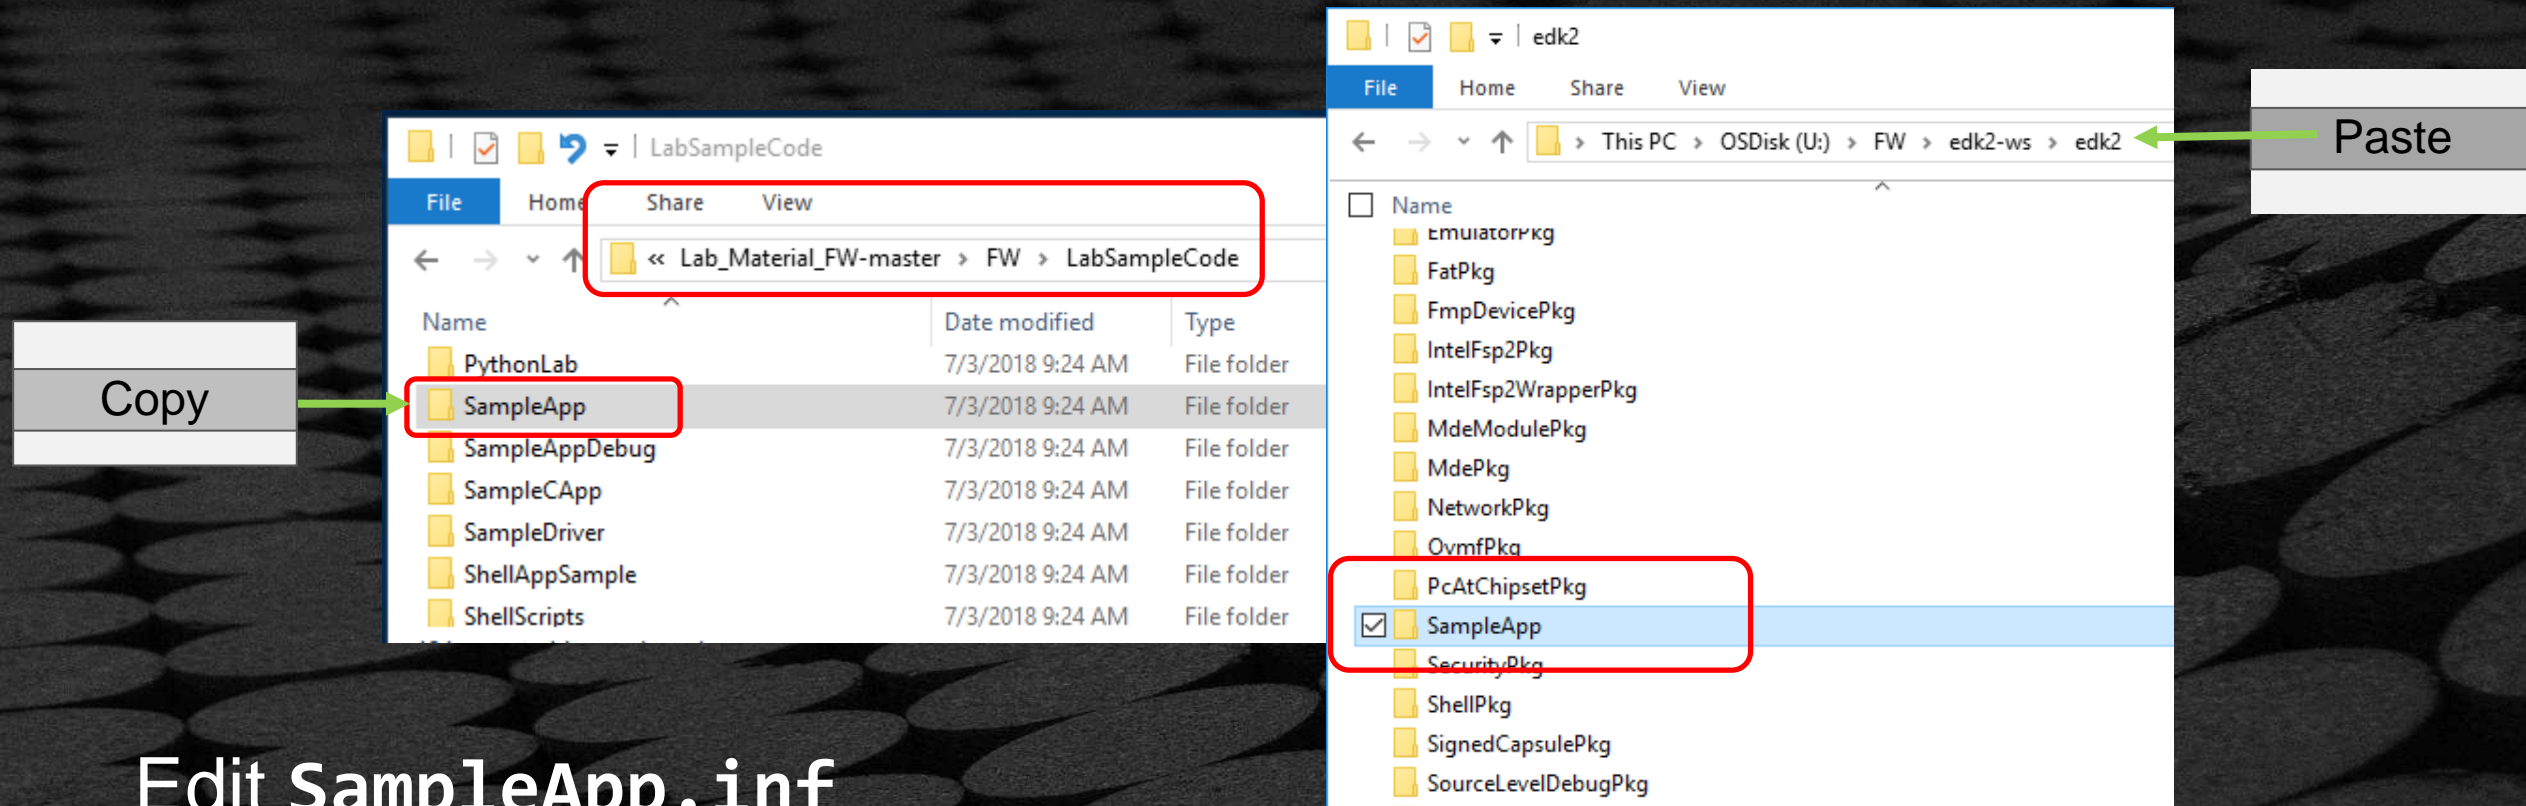 Copy
LabSampleCode
File Home Share View
« Lab_Material_FW-master > FW > LabSampleCode
Name Date modified Type
PythonLab 7/3/2018 9:24 AM File folder
SampleApp 7/3/2018 9:24 AM File folder
SampleAppDebug 7/3/2018 9:24 AM File folder
SampleCApp 7/3/2018 9:24 AM File folder
SampleDriver 7/3/2018 9:24 AM File folder
ShellAppSample 7/3/2018 9:24 AM File folder
ShellScripts 7/3/2018 9:24 AM File folder
edk2
File Home Share View
> This PC > OSDisk (U:) > FW > edk2-ws > edk2
Name
EmulatorPkg
FatPkg
FmpDevicePkg
IntelFsp2Pkg
IntelFsp2WrapperPkg
MdeModulePkg
MdePkg
NetworkPkg
OvmfPkg
PcAtChipsetPkg
SampleApp
SecurityPkg
ShellPkg
SignedCapsulePkg
SourceLevelDebugPkg
Paste
Edit SampleApp.inf